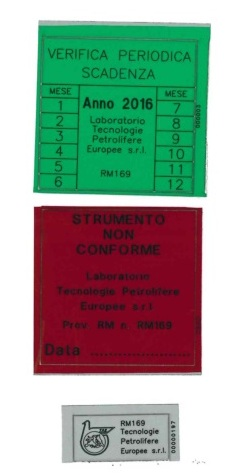 VERIFICA PERIODICA
SCADENZA
MESE
1
2
3
4
5
6
Anno 2016
Laboratorio
Tecnologie
Petrolifere
Europee s.r.l.
RM169
MESE
7
8
9
10
11
12
STRUMENTO
NON
CONFORME
Laboratorio
Tecnologie Petrolifere
Europee s.r.l.
Prov. RM n. RM169
Data ....................
RM169
Tecnologie
Petrolifere
Europee s.r.l.
00000197